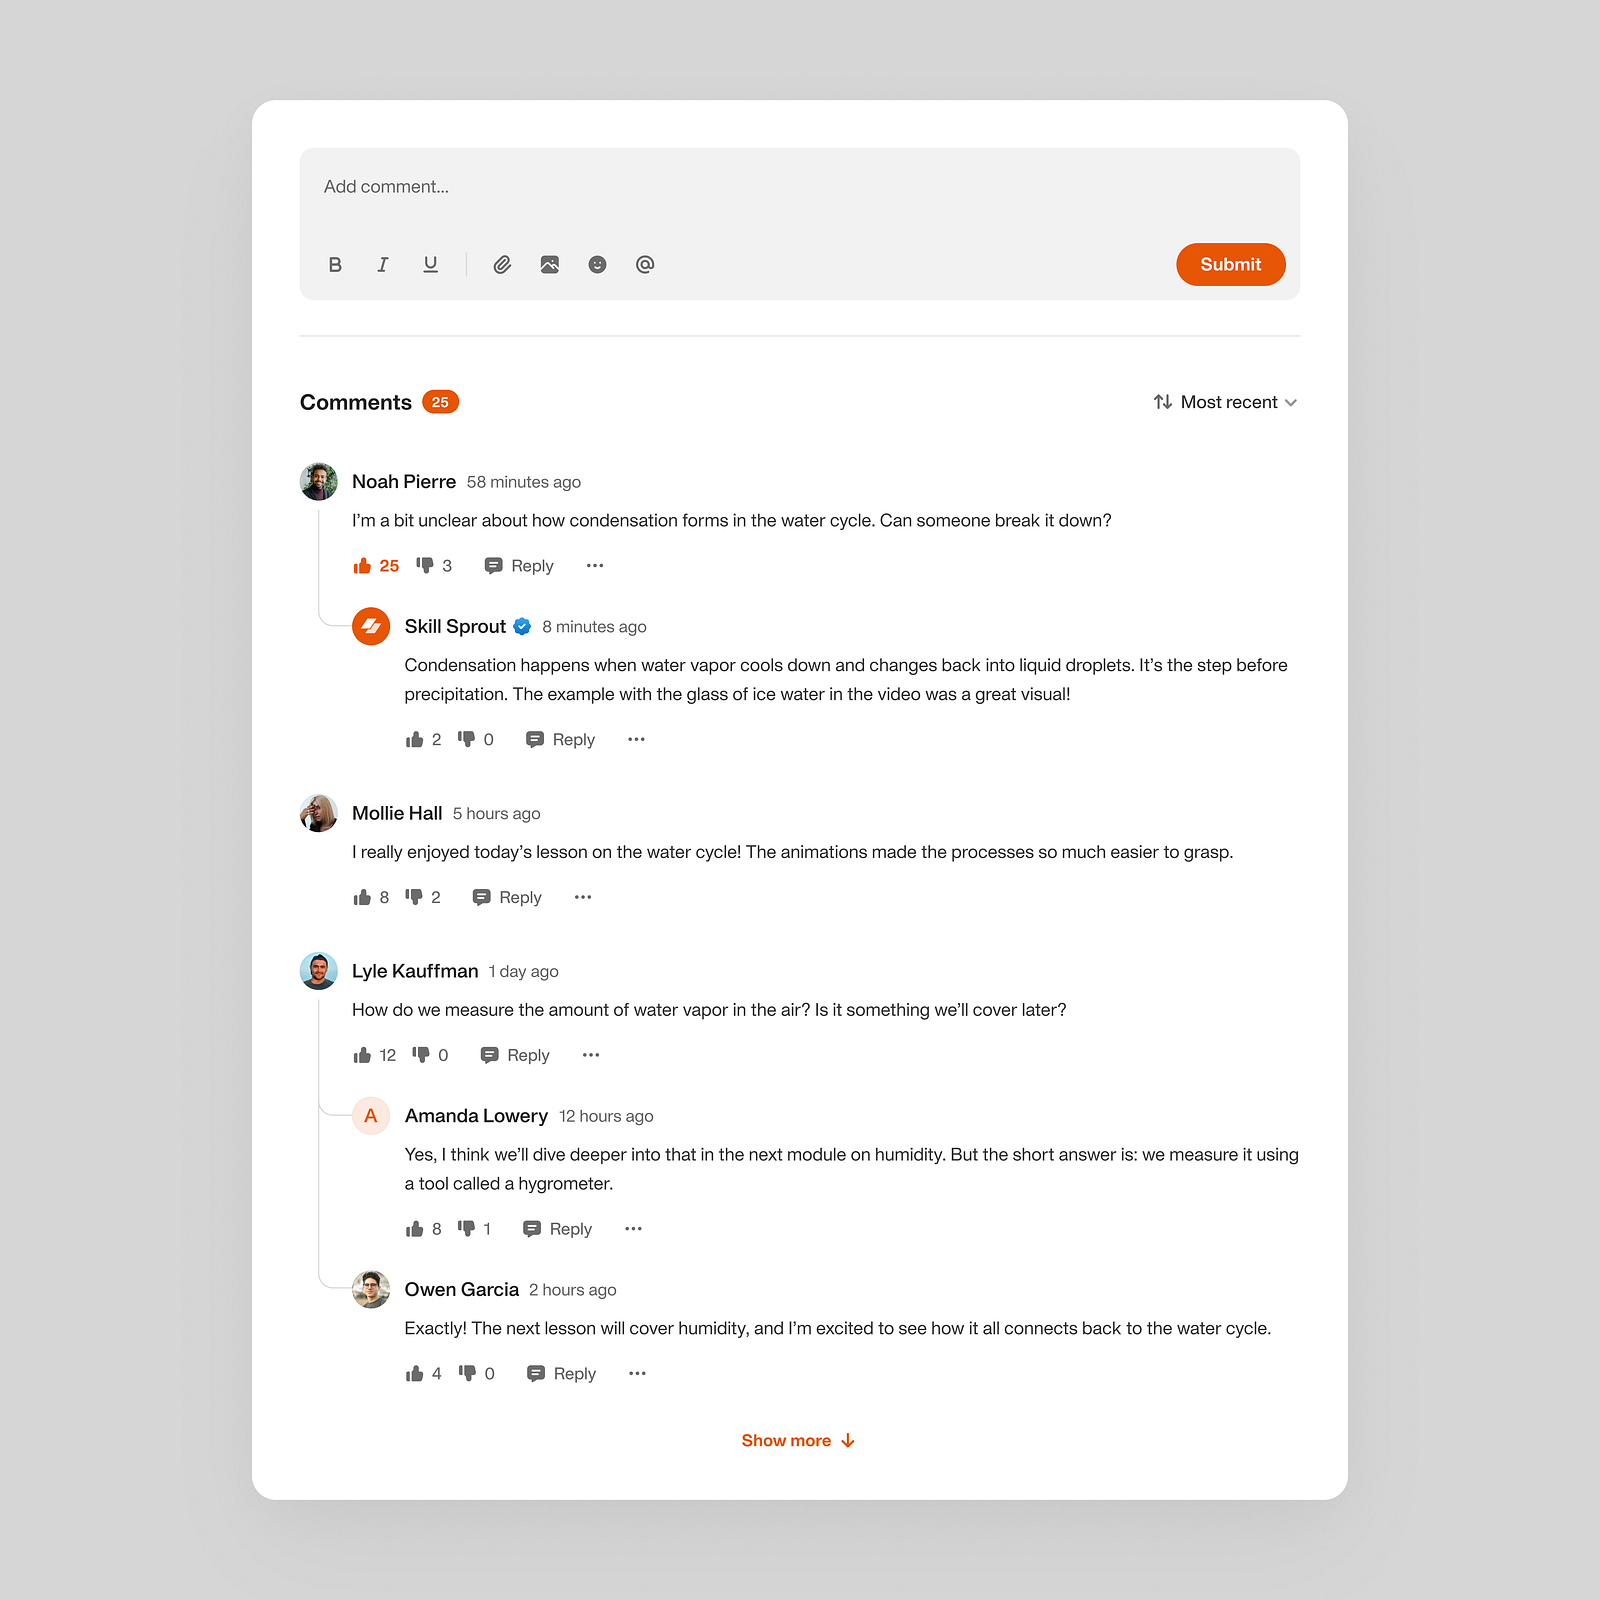 Add comment...
B I U @ Submit
Comments 25 Most recent
Noah Pierre 58 minutes ago
I’m a bit unclear about how condensation forms in the water cycle. Can someone break it down?
25 3 Reply ...
Skill Sprout 8 minutes ago
Condensation happens when water vapor cools down and changes back into liquid droplets. It’s the step before
precipitation. The example with the glass of ice water in the video was a great visual!
2 0 Reply ...
Mollie Hall 5 hours ago
I really enjoyed today’s lesson on the water cycle! The animations made the processes so much easier to grasp.
8 2 Reply ...
Lyle Kauffman 1 day ago
How do we measure the amount of water vapor in the air? Is it something we’ll cover later?
12 0 Reply ...
A Amanda Lowery 12 hours ago
Yes, I think we’ll dive deeper into that in the next module on humidity. But the short answer is: we measure it using
a tool called a hygrometer.
8 1 Reply ...
Owen Garcia 2 hours ago
Exactly! The next lesson will cover humidity, and I’m excited to see how it all connects back to the water cycle.
4 0 Reply ...
Show more ↓